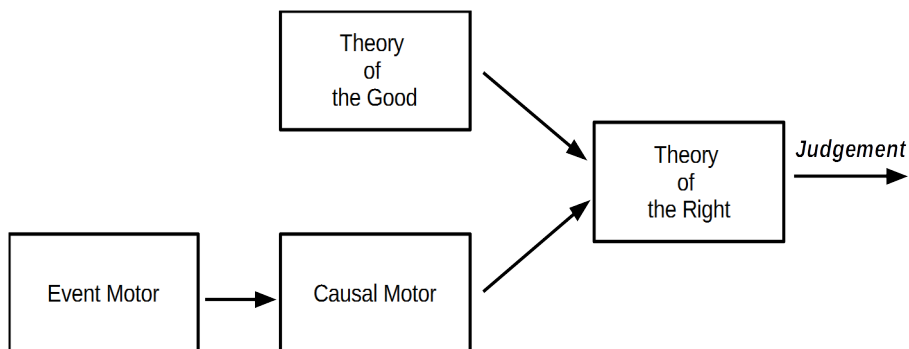 Theory
of
the Good
Theory
of
the Right
Judgement
Event Motor
Causal Motor